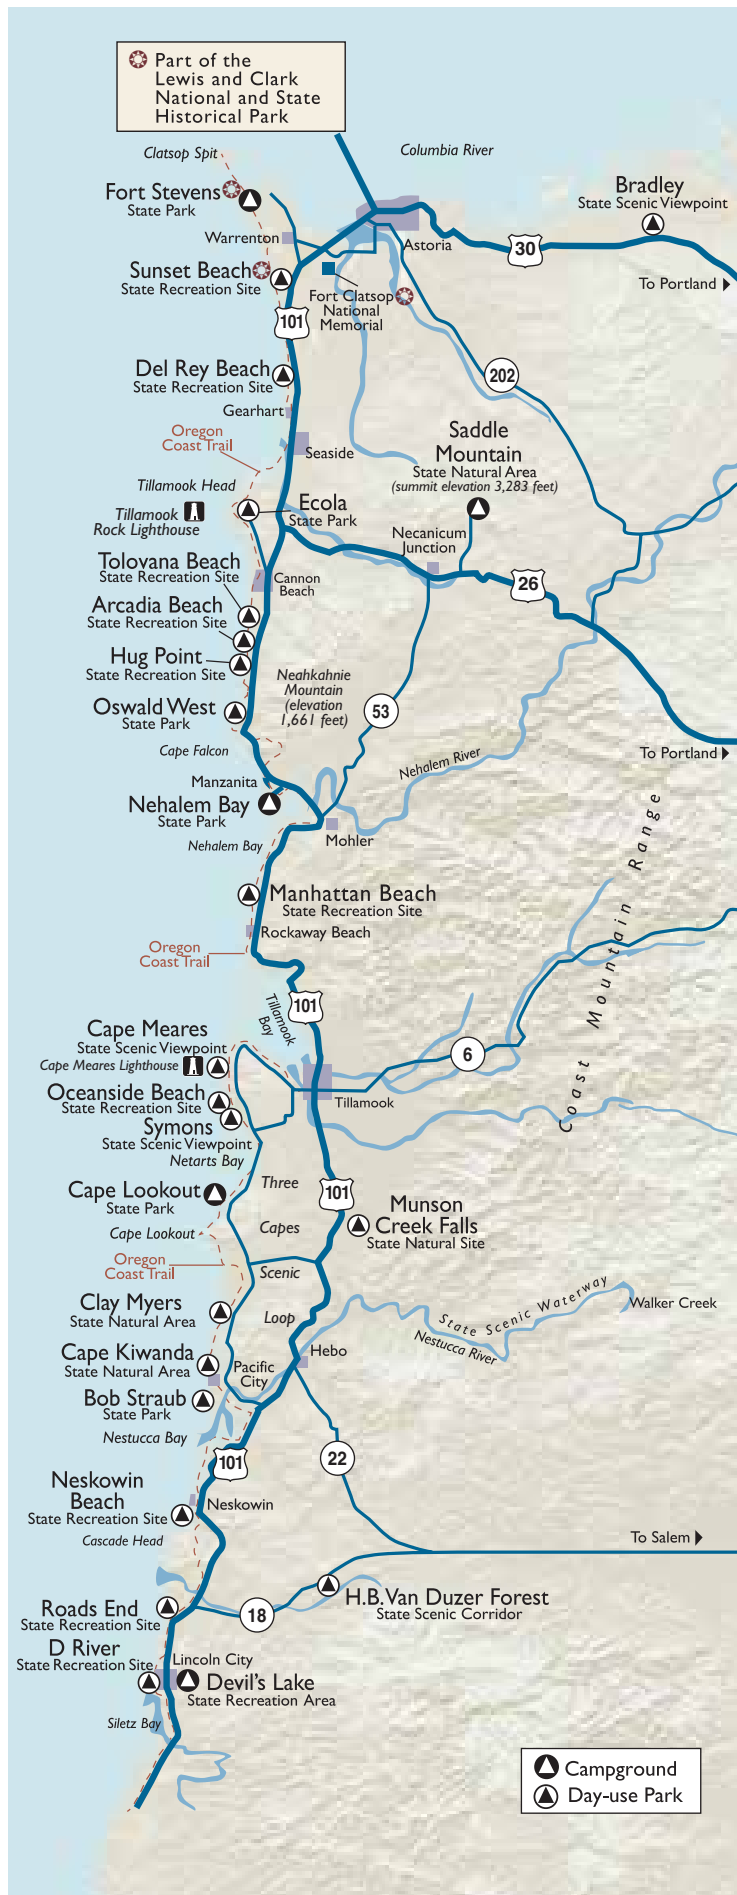 Part of the
Lewis and Clark
National and State
Historical Park
Clatsop Spit
Columbia River
Fort Stevens
State Park
Bradley
State Scenic Viewpoint
Warrenton
Astoria
30
Sunset Beach
State Recreation Site
To Portland
Fort Clatsop
National
Memorial
101
Del Rey Beach
State Recreation Site
202
Gearhart
Oregon
Coast Trail
Seaside
Saddle
Mountain
State Natural Area
(summit elevation 3,283 feet)
Tillamook Head
Ecola
State Park
Tillamook
Rock Lighthouse
Necanicum
Junction
Tolovana Beach
State Recreation Site
Cannon
Beach
26
Arcadia Beach
State Recreation Site
Hug Point
State Recreation Site
Neahkahnie
Mountain
(elevation
1,661 feet)
53
Oswald West
State Park
Cape Falcon
Nehalem River
To Portland
Manzanita
Nehalem Bay
State Park
Nehalem Bay
Mohler
Coast Mountain Range
Manhattan Beach
State Recreation Site
Rockaway Beach
Oregon
Coast Trail
Tillamook
Bay
101
Cape Meares
State Scenic Viewpoint
Cape Meares Lighthouse
6
Oceanside Beach
State Recreation Site
Tillamook
Symons
State Scenic Viewpoint
Netarts Bay
Three
Capes
Scenic
Loop
Cape Lookout
State Park
101
Munson
Creek Falls
State Natural Site
Cape Lookout
Oregon
Coast Trail
Clay Myers
State Natural Area
State Scenic Waterway
Walker Creek
Nestucca River
Hebo
Cape Kiwanda
State Natural Area
Pacific
City
Bob Straub
State Park
Nestucca Bay
101
22
Neskowin
Beach
State Recreation Site
Neskowin
Cascade Head
To Salem
H.B. Van Duzer Forest
State Scenic Corridor
Roads End
State Recreation Site
18
D River
State Recreation Site
Lincoln City
Devil's Lake
State Recreation Area
Siletz Bay
Campground
Day-use Park